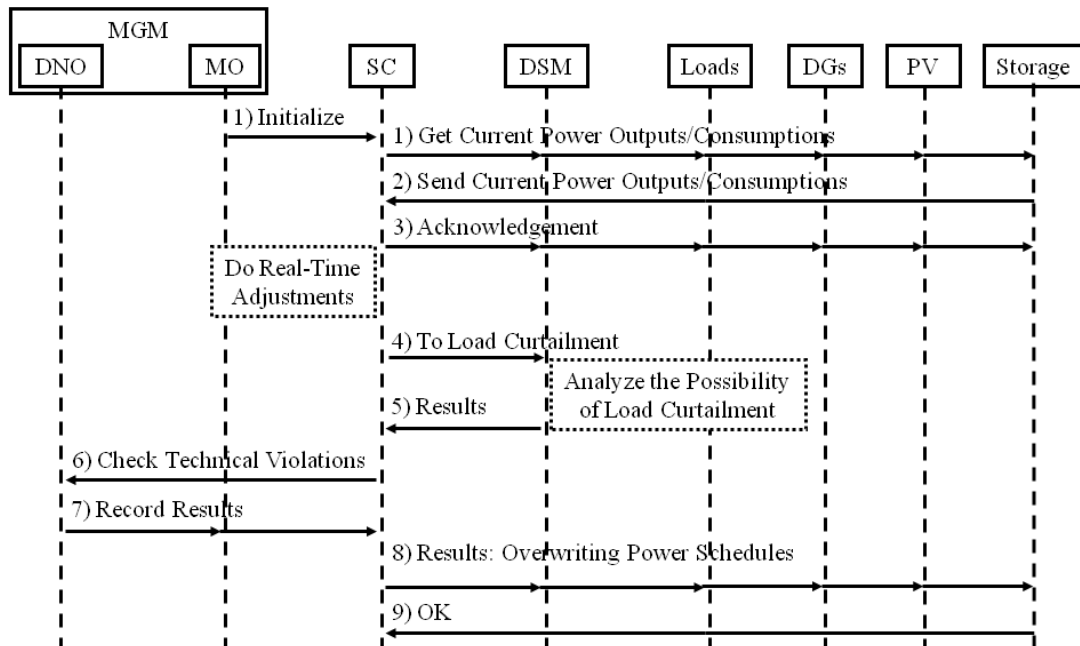 MGM
DNO
MO
SC
DSM
Loads
DGs
PV
Storage
1) Initialize
1) Get Current Power Outputs/Consumptions
2) Send Current Power Outputs/Consumptions
3) Acknowledgement
Do Real-Time
Adjustments
4) To Load Curtailment
Analyze the Possibility
of Load Curtailment
5) Results
6) Check Technical Violations
7) Record Results
8) Results: Overwriting Power Schedules
9) OK